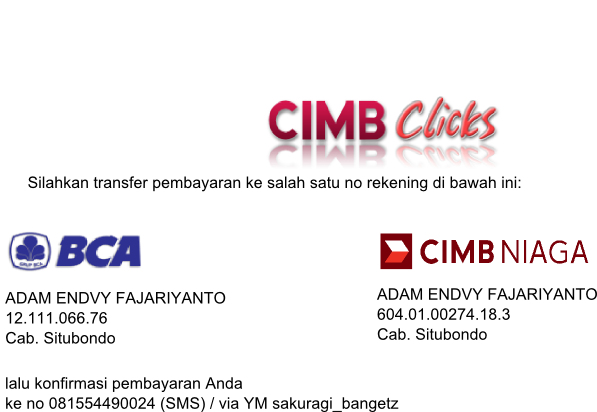 CIMB Clicks
Silahkan transfer pembayaran ke salah satu no rekening di bawah ini:
GRUP BCA
BCA
ADAM ENDVY FAJARIYANTO
12.111.066.76
Cab. Situbondo
CIMB NIAGA
ADAM ENDVY FAJARIYANTO
604.01.00274.18.3
Cab. Situbondo
lalu konfirmasi pembayaran Anda
ke no 081554490024 (SMS) / via YM sakuragi_bangetz